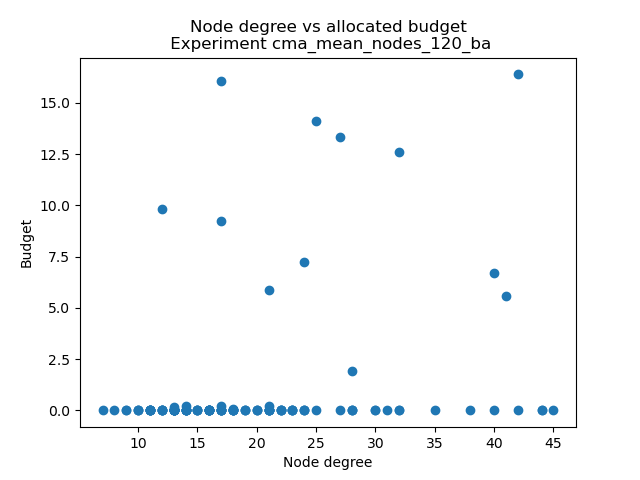 Node degree vs allocated budget
Experiment cma_mean_nodes_120_ba
15.0
12.5
10.0
7.5
5.0
2.5
0.0
Budget
10 15 20 25 30 35 40 45
Node degree